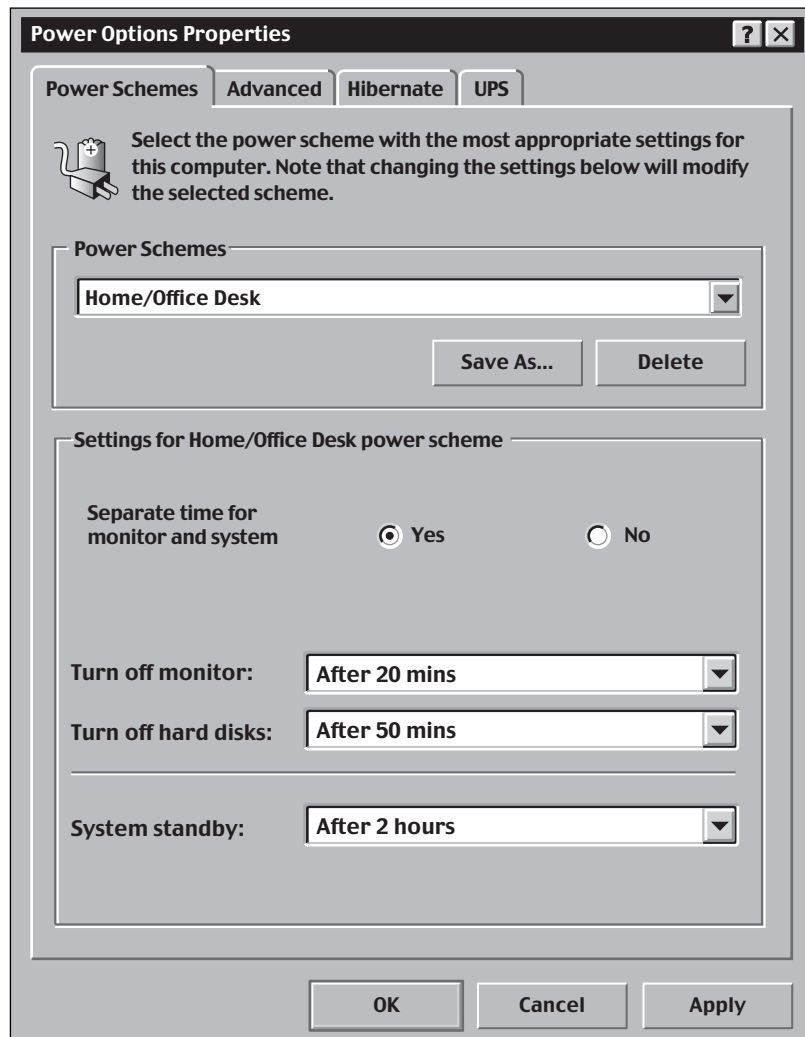 Power Options Properties
?
Power Schemes
Advanced
Hibernate
UPS
Select the power scheme with the most appropriate settings for
this computer. Note that changing the settings below will modify
the selected scheme.
Power Schemes
Home/Office Desk
Save As...
Delete
Settings for Home/Office Desk power scheme
Separate time for
monitor and system
Yes
No
Turn off monitor:
After 20 mins
Turn off hard disks:
After 50 mins
System standby:
After 2 hours
OK
Cancel
Apply